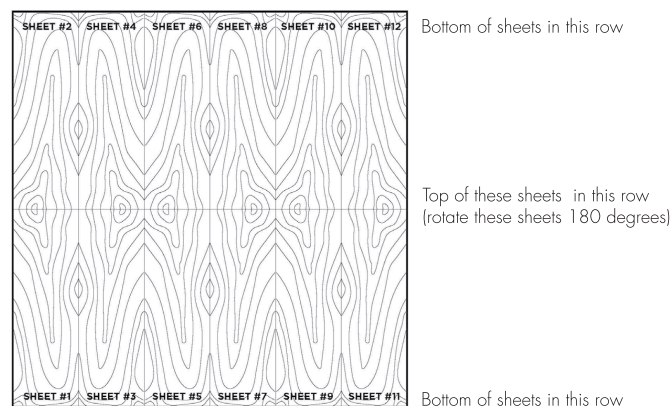 SHEET #2 SHEET #4 SHEET #6 SHEET #8 SHEET #10 SHEET #12
Bottom of sheets in this row
Top of these sheets in this row
(rotate these sheets 180 degrees)
SHEET #1 SHEET #3 SHEET #5 SHEET #7 SHEET #9 SHEET #11
Bottom of sheets in this row